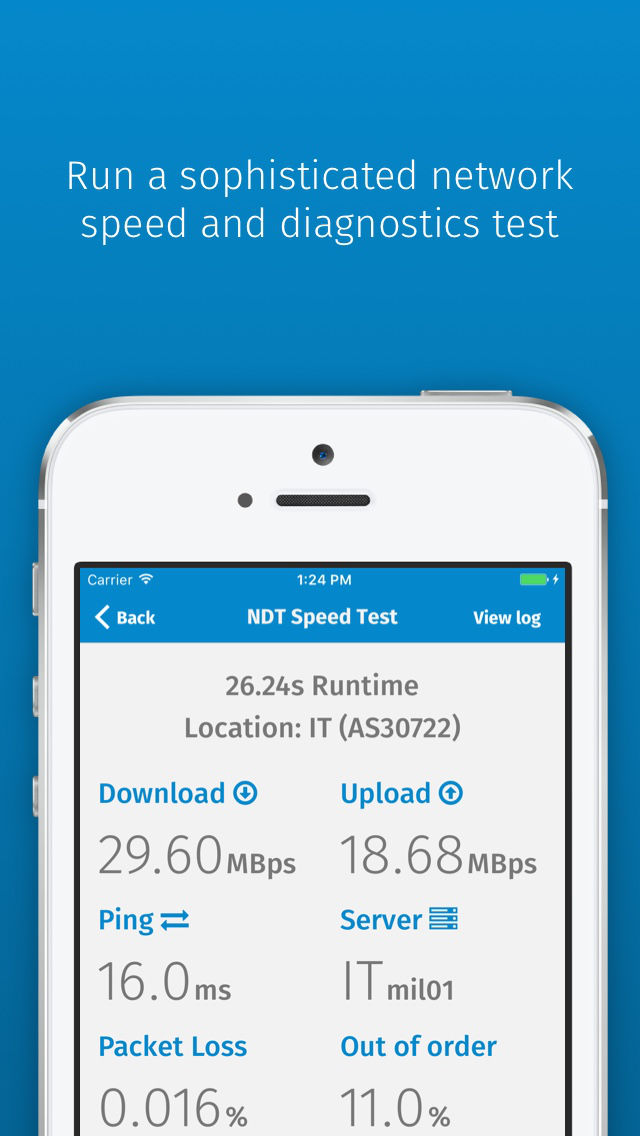 Run a sophisticated network
speed and diagnostics test
Carrier 1:24 PM
Back NDT Speed Test View log
26.24s Runtime
Location: IT (AS30722)
Download Upload
29.60 MBps 18.68 MBps
Ping Server
16.0 ms IT mil01
Packet Loss Out of order
0.016 % 11.0 %